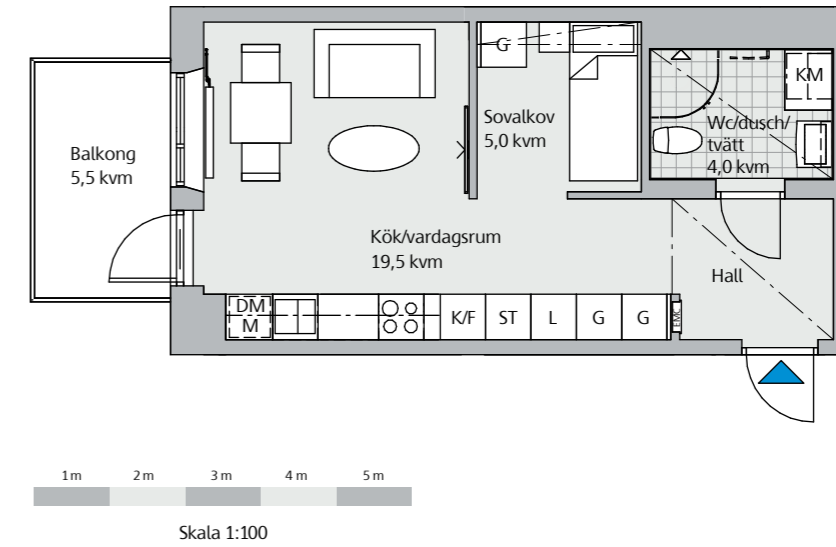 G
KM
Sovalkov
5,0 kvm
Wc/dusch/
tvätt
4,0 kvm
Balkong
5,5 kvm
Kök/vardagsrum
19,5 kvm
Hall
DM
M
K/F
ST
L
G
G
EMC
1 m
2 m
3 m
4 m
5 m
Skala 1:100